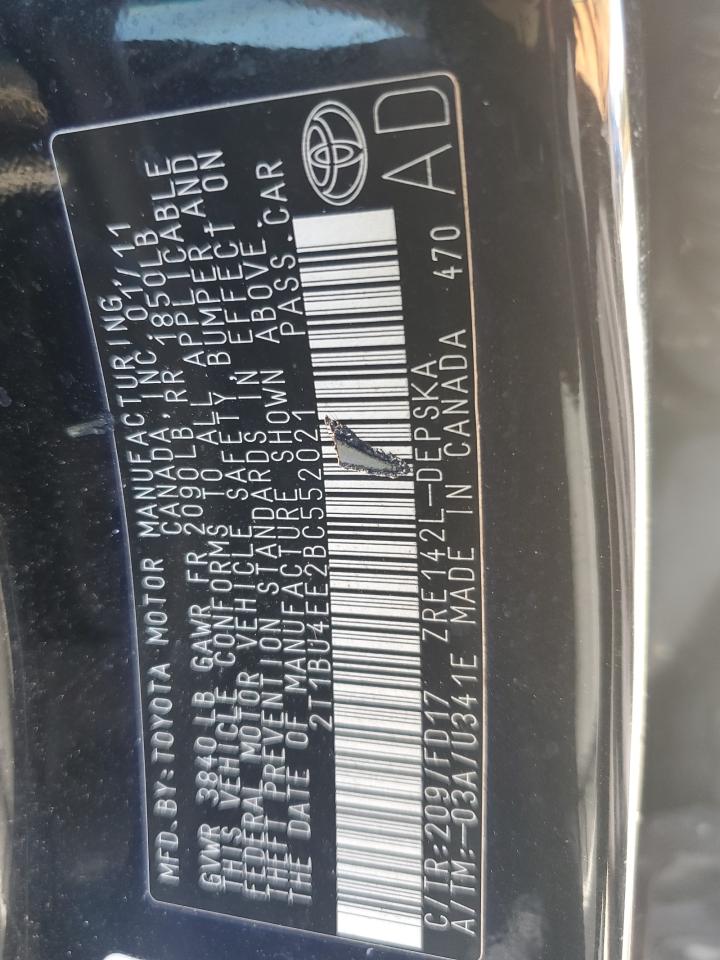 MFD.BY:TOYOTA MOTOR MANUFACTURING,
CANADA,INC. 01/11
GVWR 3840LB GAWR FR 2090LB,RR 1850LB
THIS VEHICLE CONFORMS TO ALL APPLICABLE
FEDERAL MOTOR VEHICLE SAFETY,BUMPER,AND
THEFT PREVENTION STANDARDS IN EFFECT ON
THE DATE OF MANUFACTURE SHOWN ABOVE.
2T1BU4EE2BC552021 PASS.CAR
C/TR:209/FD17 ZRE142L-DEPSKA
A/TM:-03A/U341E MADE IN CANADA 470
AD